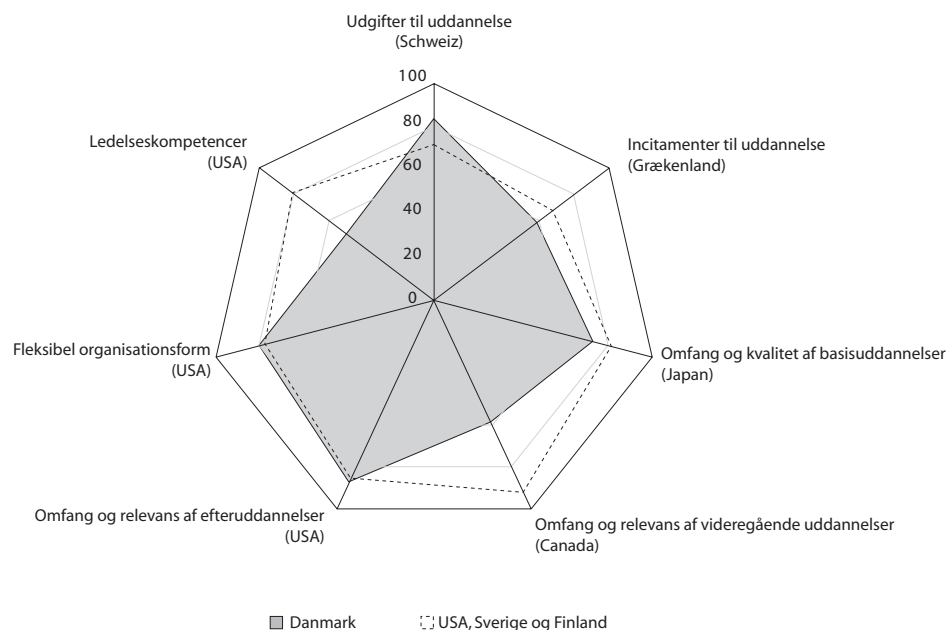 Udgifter til uddannelse
(Schweiz)
100
80
60
40
20
0
Ledelseskompetencer
(USA)
Incitamenter til uddannelse
(Grækenland)
Fleksibel organisationsform
(USA)
Omfang og kvalitet af basisuddannelser
(Japan)
Omfang og relevans af efteruddannelser
(USA)
Omfang og relevans af videregående uddannelser
(Canada)
Danmark
USA, Sverige og Finland